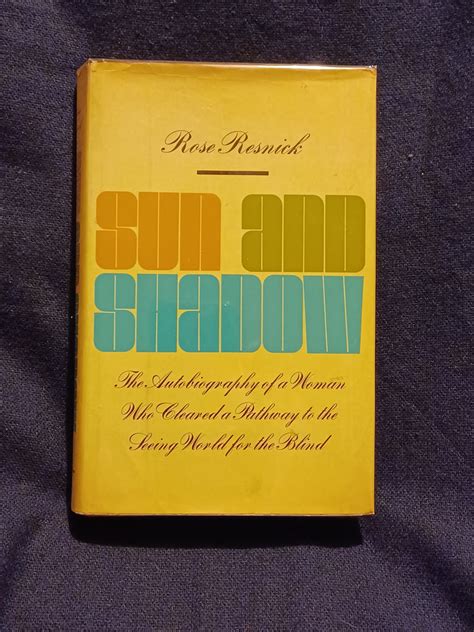 Rose Resnick
Sun and
Shadow
The Autobiography of a Woman
Who Cleared a Pathway to the
Seeing World for the Blind